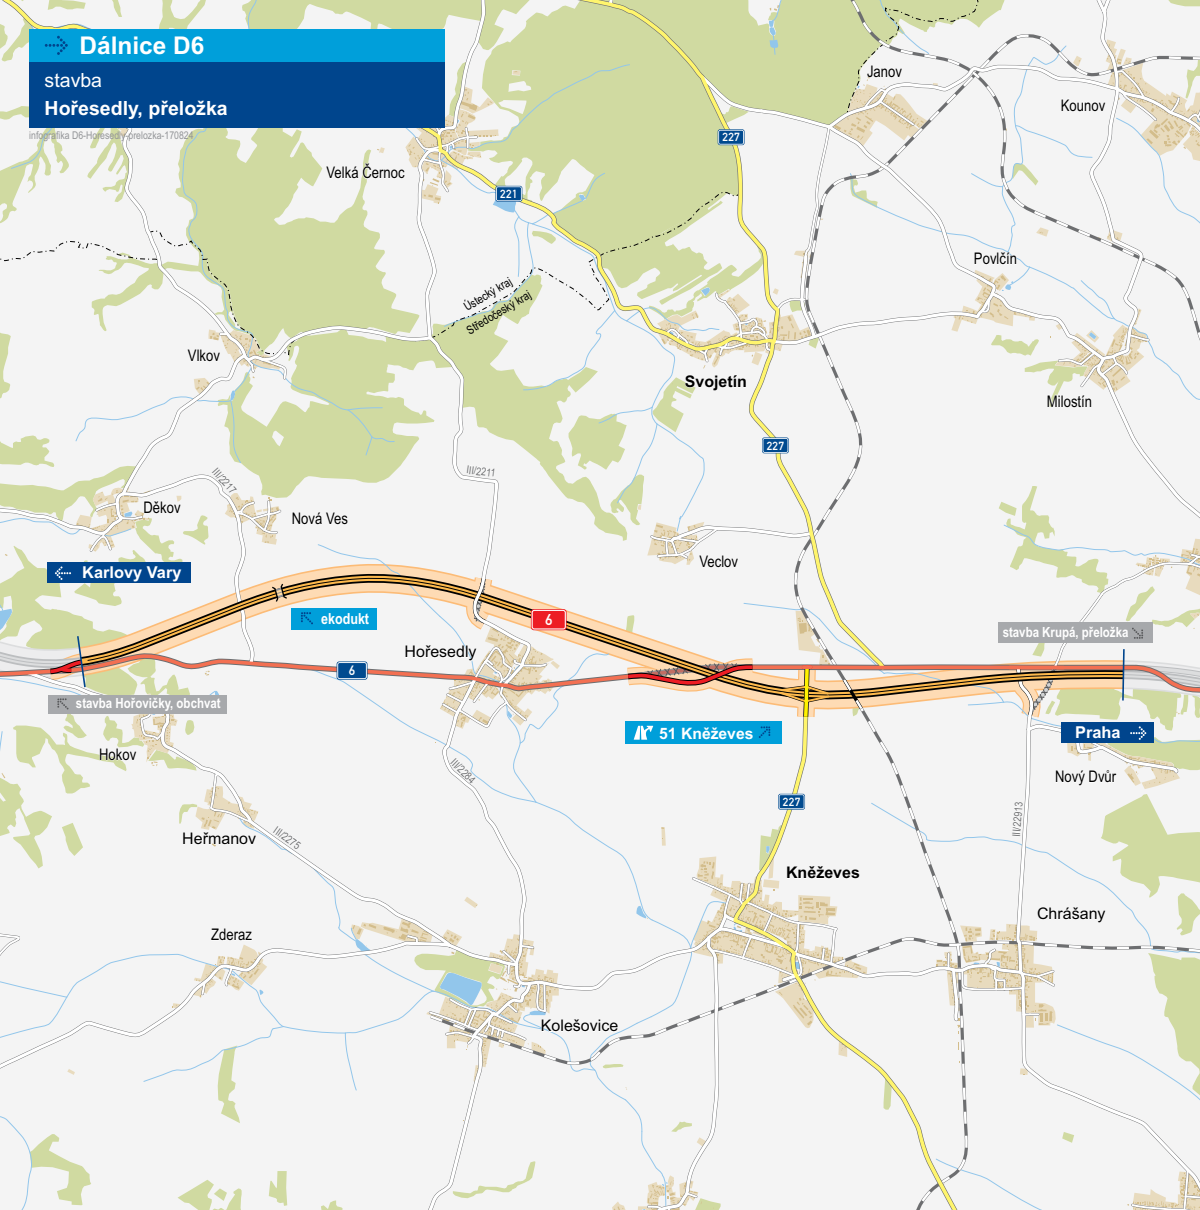 Dálnice D6
stavba
Hořesedly, přeložka
infografika D6-Horesedly-prelozka-170824
Janov
Kounov
227
Velká Černoc
221
Povlčín
Ústecký kraj
Středočeský kraj
Vlkov
Svojetín
Milostín
227
III/2211
III/2217
Děkov
Nová Ves
Veclov
Karlovy Vary
ekodukt
6
stavba Krupá, přeložka
Hořesedly
6
stavba Hořovičky, obchvat
51 Kněževes
Praha
Hokov
III/2284
Nový Dvůr
227
III/22913
Heřmanov
III/2275
Kněževes
Chrášany
Zderaz
Kolešovice